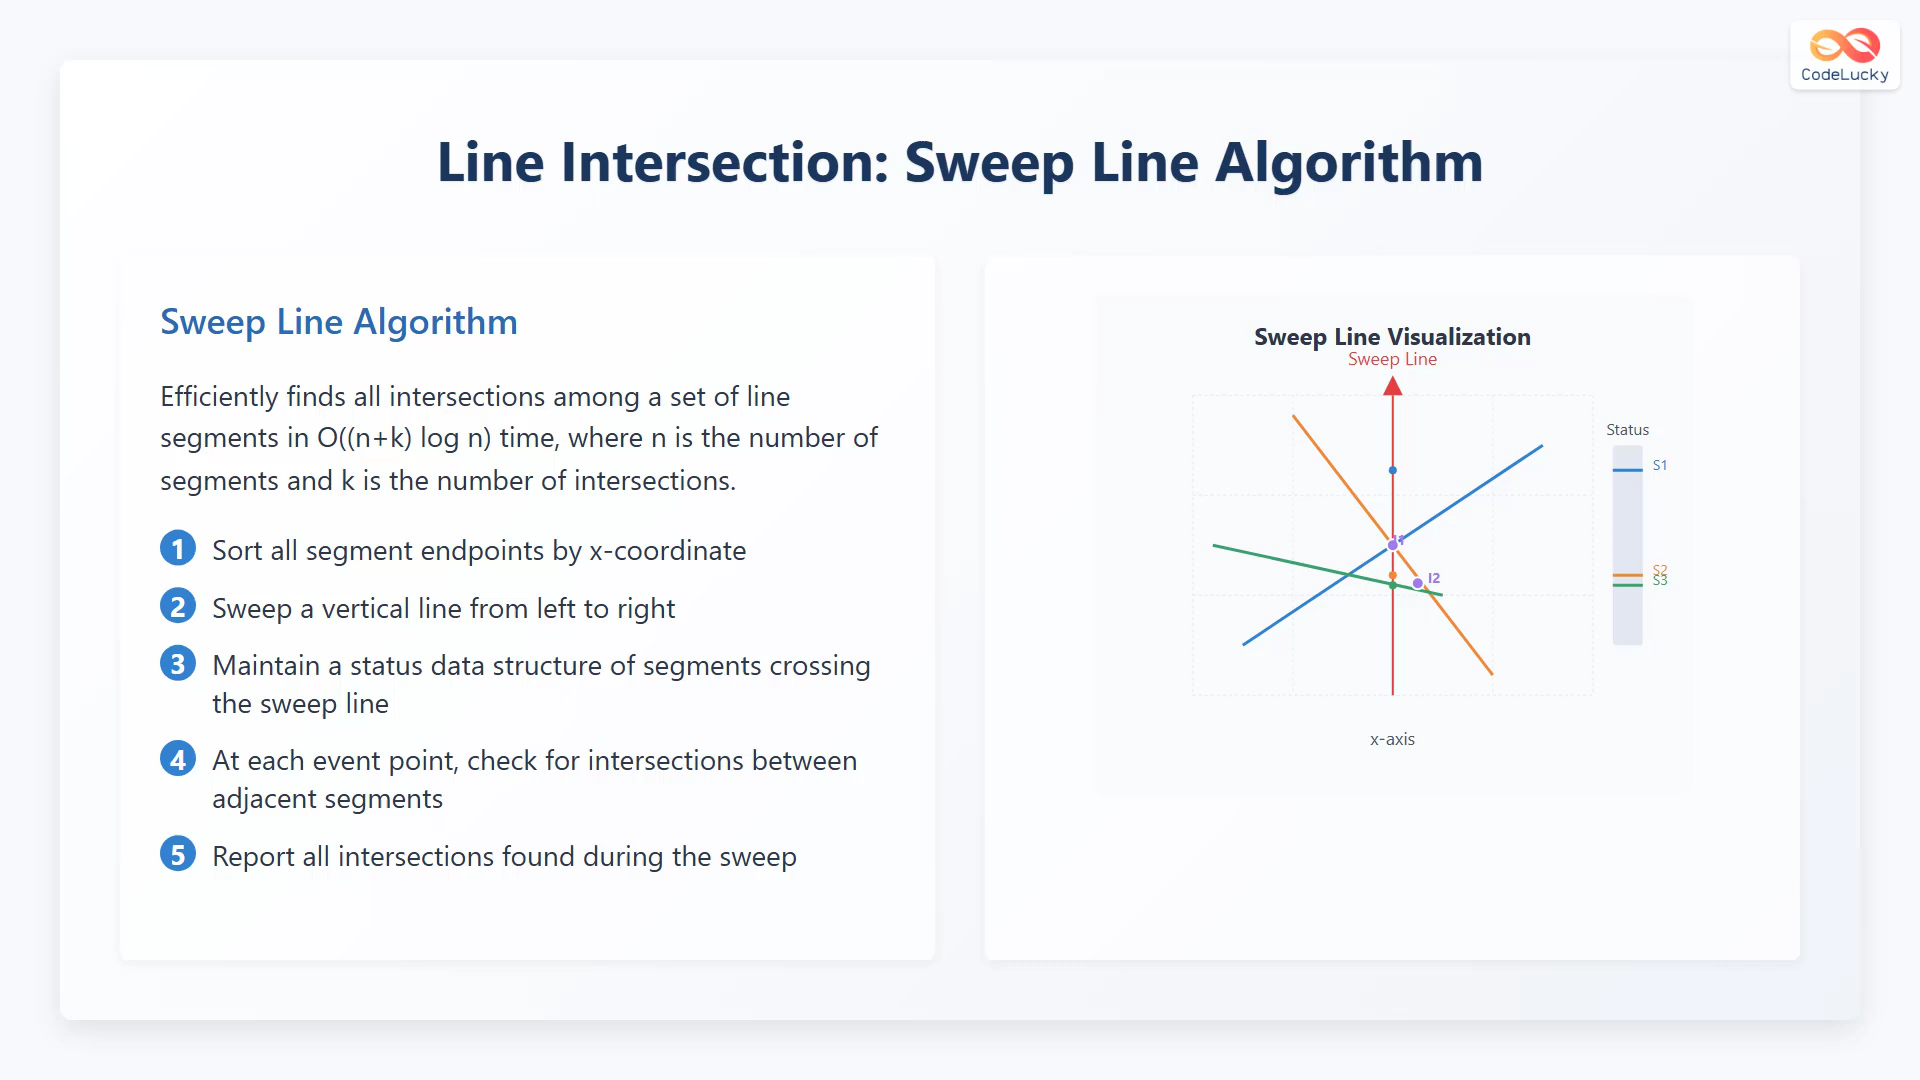 CodeLucky
Line Intersection: Sweep Line Algorithm
Sweep Line Algorithm
Efficiently finds all intersections among a set of line
segments in O((n+k) log n) time, where n is the number of
segments and k is the number of intersections.
1 Sort all segment endpoints by x-coordinate
2 Sweep a vertical line from left to right
3 Maintain a status data structure of segments crossing
the sweep line
4 At each event point, check for intersections between
adjacent segments
5 Report all intersections found during the sweep
Sweep Line Visualization
Sweep Line
Status
S1
I1
S2
S3
I2
x-axis